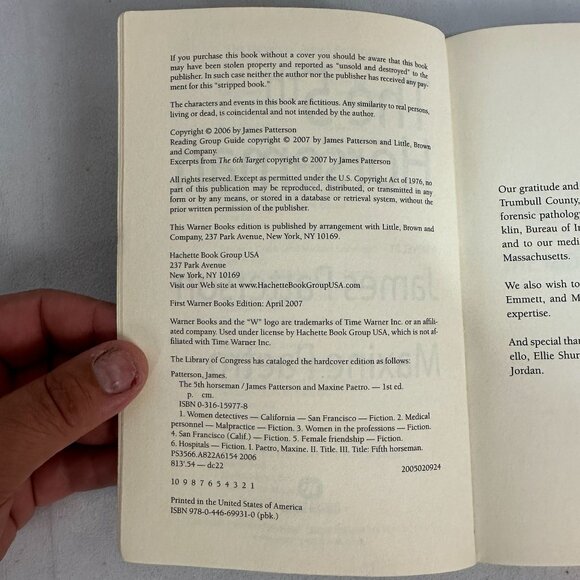 If you purchase this book without a cover you should be aware that this book
may have been stolen property and reported as "unsold and destroyed" to the
publisher. In such case neither the author nor the publisher has received any pay-
ment for this "stripped book."
The characters and events in this book are fictitious. Any similarity to real persons,
living or dead, is coincidental and not intended by the author.
Copyright © 2006 by James Patterson
Reading Group Guide copyright © 2007 by James Patterson and Little, Brown
and Company.
Excerpts from The 6th Target copyright © 2007 by James Patterson
All rights reserved. Except as permitted under the U.S. Copyright Act of 1976, no
part of this publication may be reproduced, distributed, or transmitted in any
form or by any means, or stored in a database or retrieval system, without the
prior written permission of the publisher.
This Warner Books edition is published by arrangement with Little, Brown and
Company, 237 Park Avenue, New York, NY 10169.
Hachette Book Group USA
237 Park Avenue
New York, NY 10169
Visit our Web site at www.HachetteBookGroupUSA.com
First Warner Books Edition: April 2007
Warner Books and the "W" logo are trademarks of Time Warner Inc. or an affili-
ated company. Used under license by Hachette Book Group USA, which is not af-
filiated with Time Warner Inc.
The Library of Congress has cataloged the hardcover edition as follows:
Patterson, James.
The 5th horseman / James Patterson and Maxine Paetro. — 1st ed.
p. cm.
ISBN 0-316-15977-8
1. Women detectives — California — San Francisco — Fiction. 2. Medical
personnel — Malpractice — Fiction. 3. Women in the professions — Fiction.
4. San Francisco (Calif.) — Fiction. 5. Female friendship — Fiction.
6. Hospitals — Fiction. I. Paetro, Maxine. II. Title. III. Title: Fifth horseman.
PS3566.A822A6154 2006
813'.54 — dc22 2005020924
10 9 8 7 6 5 4 3 2 1
Printed in the United States of America
ISBN 978-0-446-69931-0 (pbk.)
Our gratitude and
Trumbull County,
forensic patholog
klin, Bureau of In
and to our medi
Massachusetts.
We also wish to
Emmett, and M
expertise.
And special than
ello, Ellie Shur
Jordan.